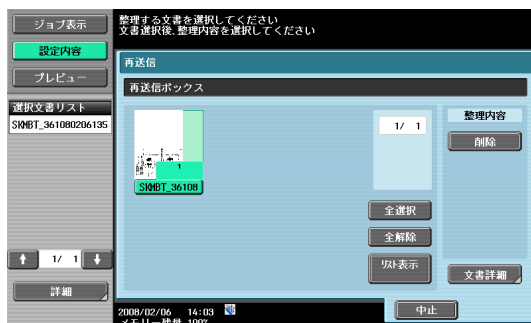 ジョブ表示
設定内容
プレビュー
選択文書リスト
SKMBT_361080206135
1/ 1
詳細
整理する文書を選択してください
文書選択後、整理内容を選択してください
再送信
再送信ボックス
1
SKMBT_36108
1/ 1
全選択
全解除
リスト表示
整理内容
削除
文書詳細
2008/02/06 14:03
メモリー残量 100%
中止